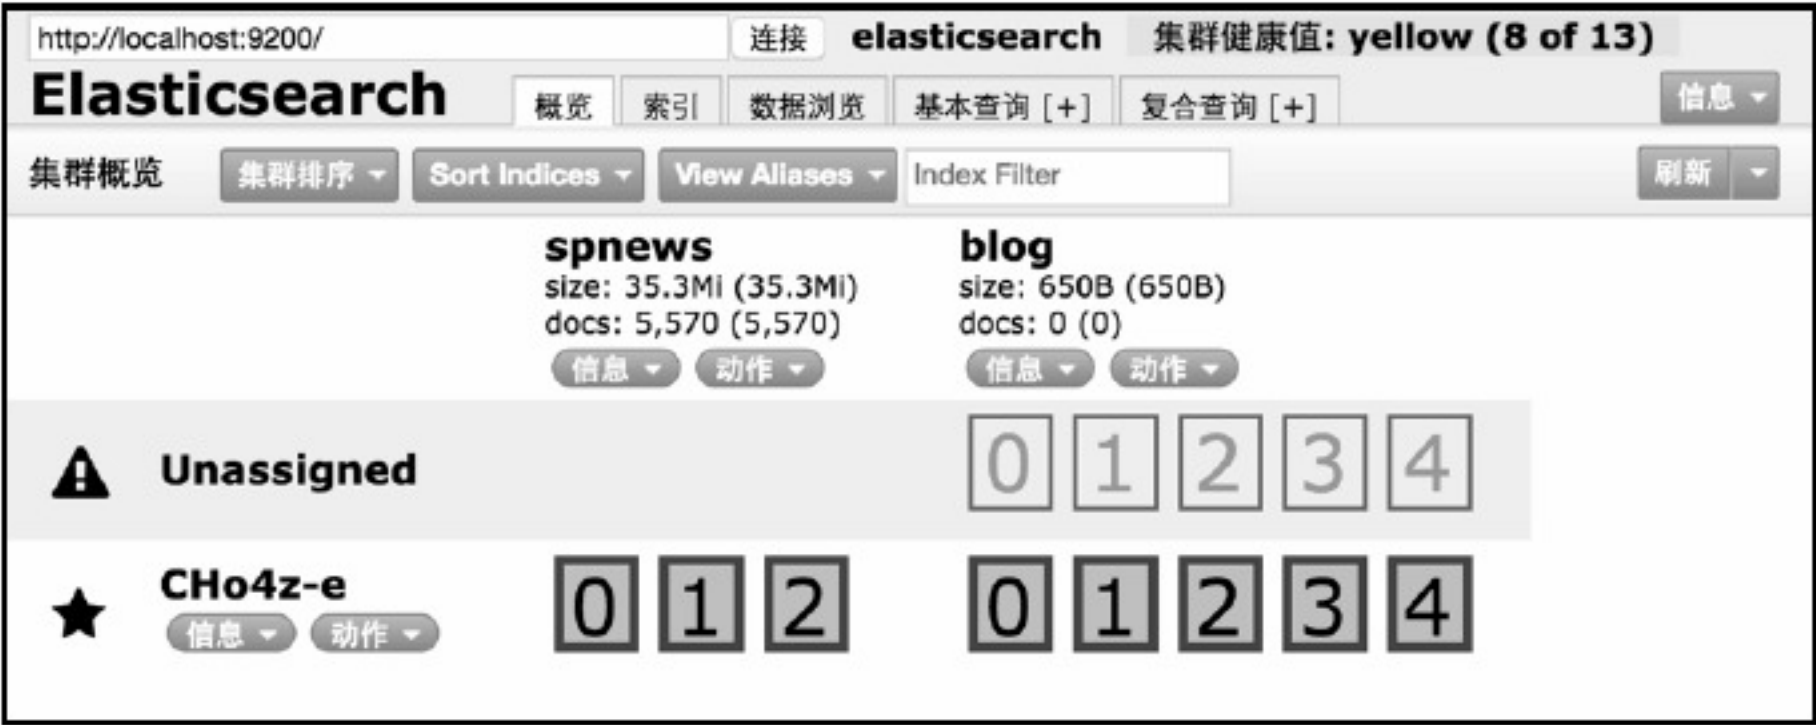 http://localhost:9200/ 连接 elasticsearch 集群健康值: yellow (8 of 13)
Elasticsearch 概览 索引 数据浏览 基本查询 [+] 复合查询 [+] 信息
集群概览 集群排序 Sort Indices View Aliases Index Filter 刷新
spnews blog
size: 35.3Mi (35.3Mi) size: 650B (650B)
docs: 5,570 (5,570) docs: 0 (0)
信息 动作 信息 动作
Unassigned 0 1 2 3 4
CHo4z-e 0 1 2 0 1 2 3 4
信息 动作